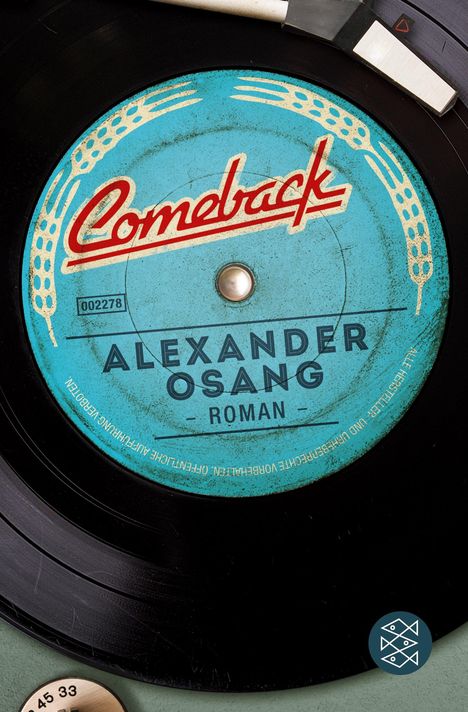 Comeback
002278
ALEXANDER
OSANG
– ROMAN –
ALLE HERSTELLER- UND URHEBERRECHTE VORBEHALTEN. ÖFFENTLICHE AUFFÜHRUNG VERBOTEN
45 33